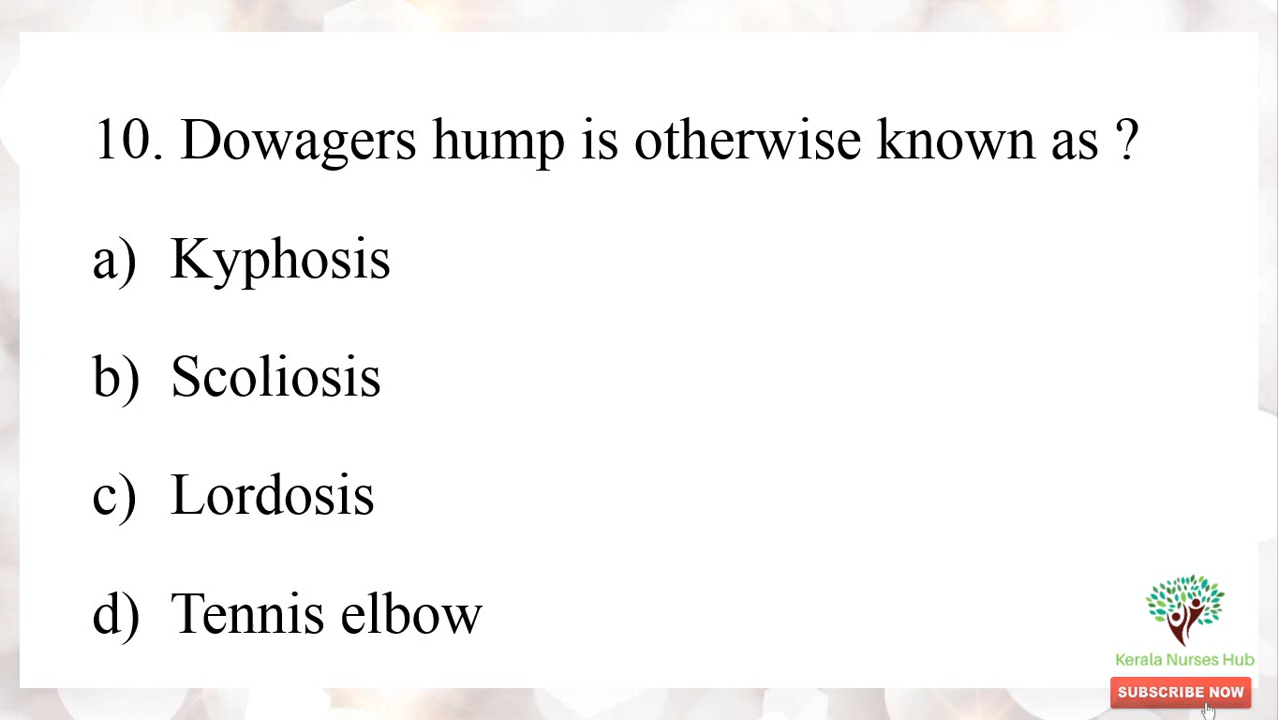 10. Dowagers hump is otherwise known as ?
a) Kyphosis
b) Scoliosis
c) Lordosis
d) Tennis elbow
Kerala Nurses Hub
SUBSCRIBE NOW